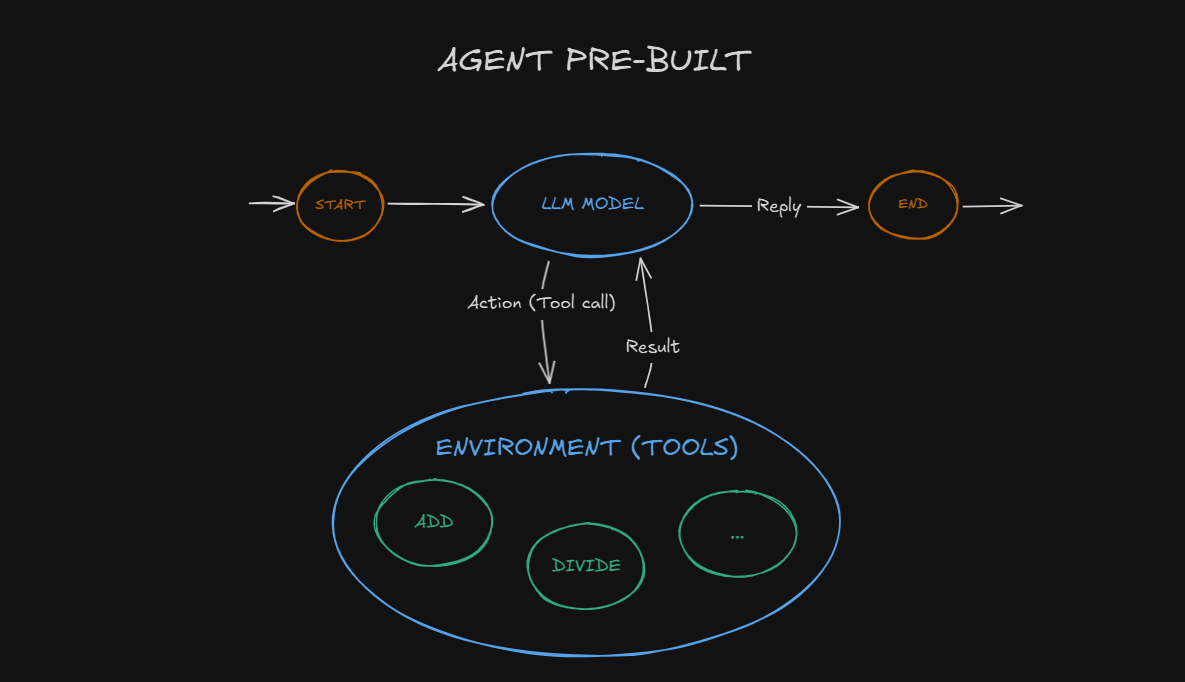 AGENT PRE-BUILT
START
LLM MODEL
Reply
END
Action (Tool call)
Result
ENVIRONMENT (TOOLS)
ADD
DIVIDE
...